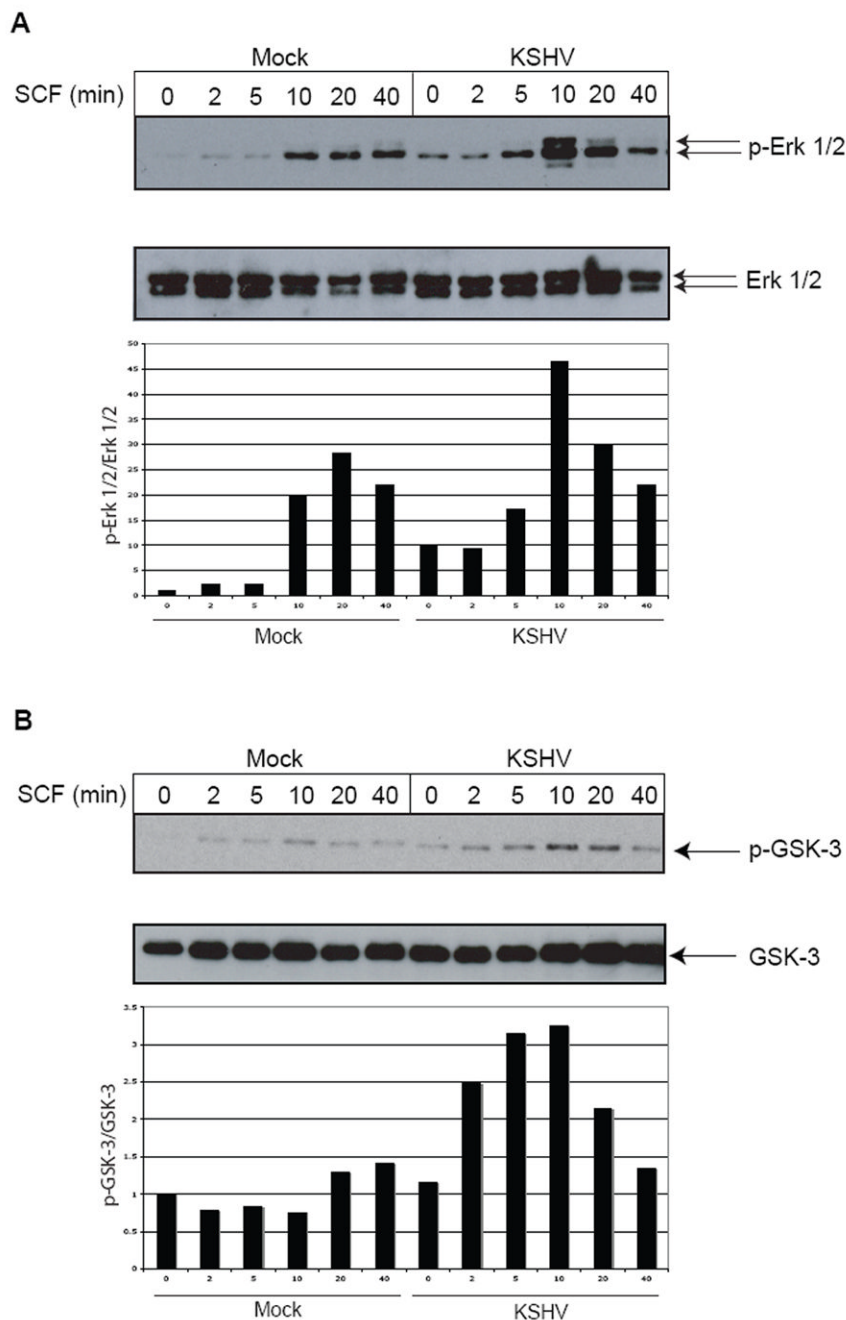 A
Mock KSHV
SCF (min) 0 2 5 10 20 40 0 2 5 10 20 40
p-Erk 1/2
Erk 1/2
50
45
40
35
30
25
20
15
10
5
0
p-Erk 1/2/Erk 1/2
0 2 5 10 20 40 0 2 5 10 20 40
Mock KSHV
B
Mock KSHV
SCF (min) 0 2 5 10 20 40 0 2 5 10 20 40
p-GSK-3
GSK-3
3.5
3
2.5
2
1.5
1
0.5
0
p-GSK-3/GSK-3
0 2 5 10 20 40 0 2 5 10 20 40
Mock KSHV